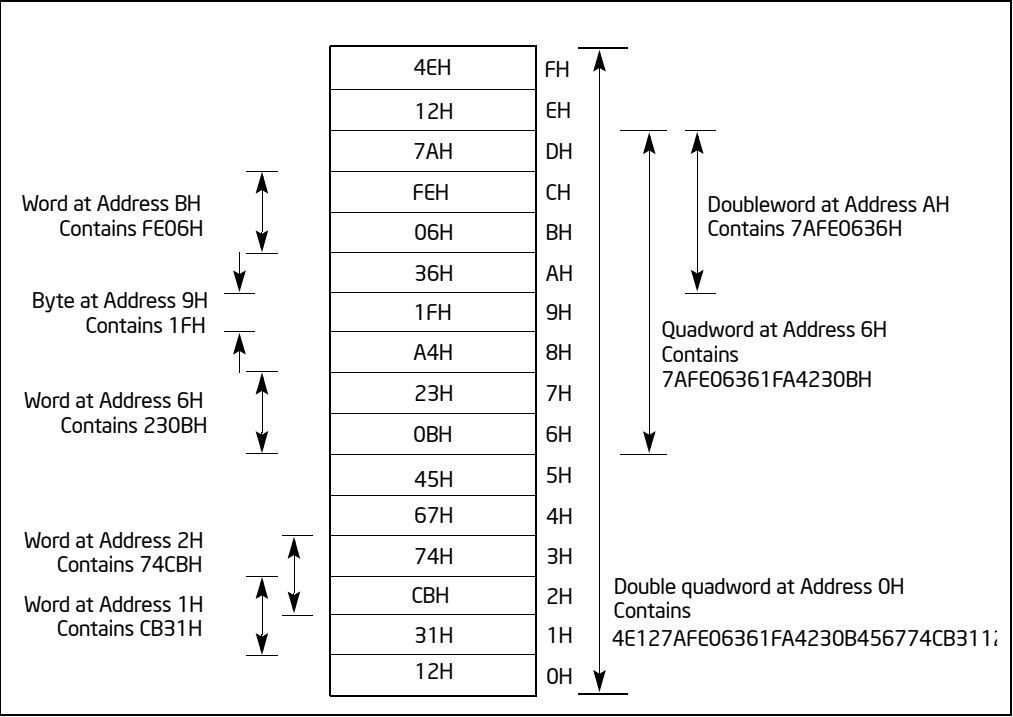 4EH FH
12H EH
7AH DH
FEH CH
06H BH
36H AH
1FH 9H
A4H 8H
23H 7H
0BH 6H
45H 5H
67H 4H
74H 3H
CBH 2H
31H 1H
12H 0H
Word at Address BH
Contains FE06H
Byte at Address 9H
Contains 1FH
Word at Address 6H
Contains 230BH
Word at Address 2H
Contains 74CBH
Word at Address 1H
Contains CB31H
Doubleword at Address AH
Contains 7AFE0636H
Quadword at Address 6H
Contains
7AFE06361FA4230BH
Double quadword at Address 0H
Contains
4E127AFE06361FA4230B456774CB3112